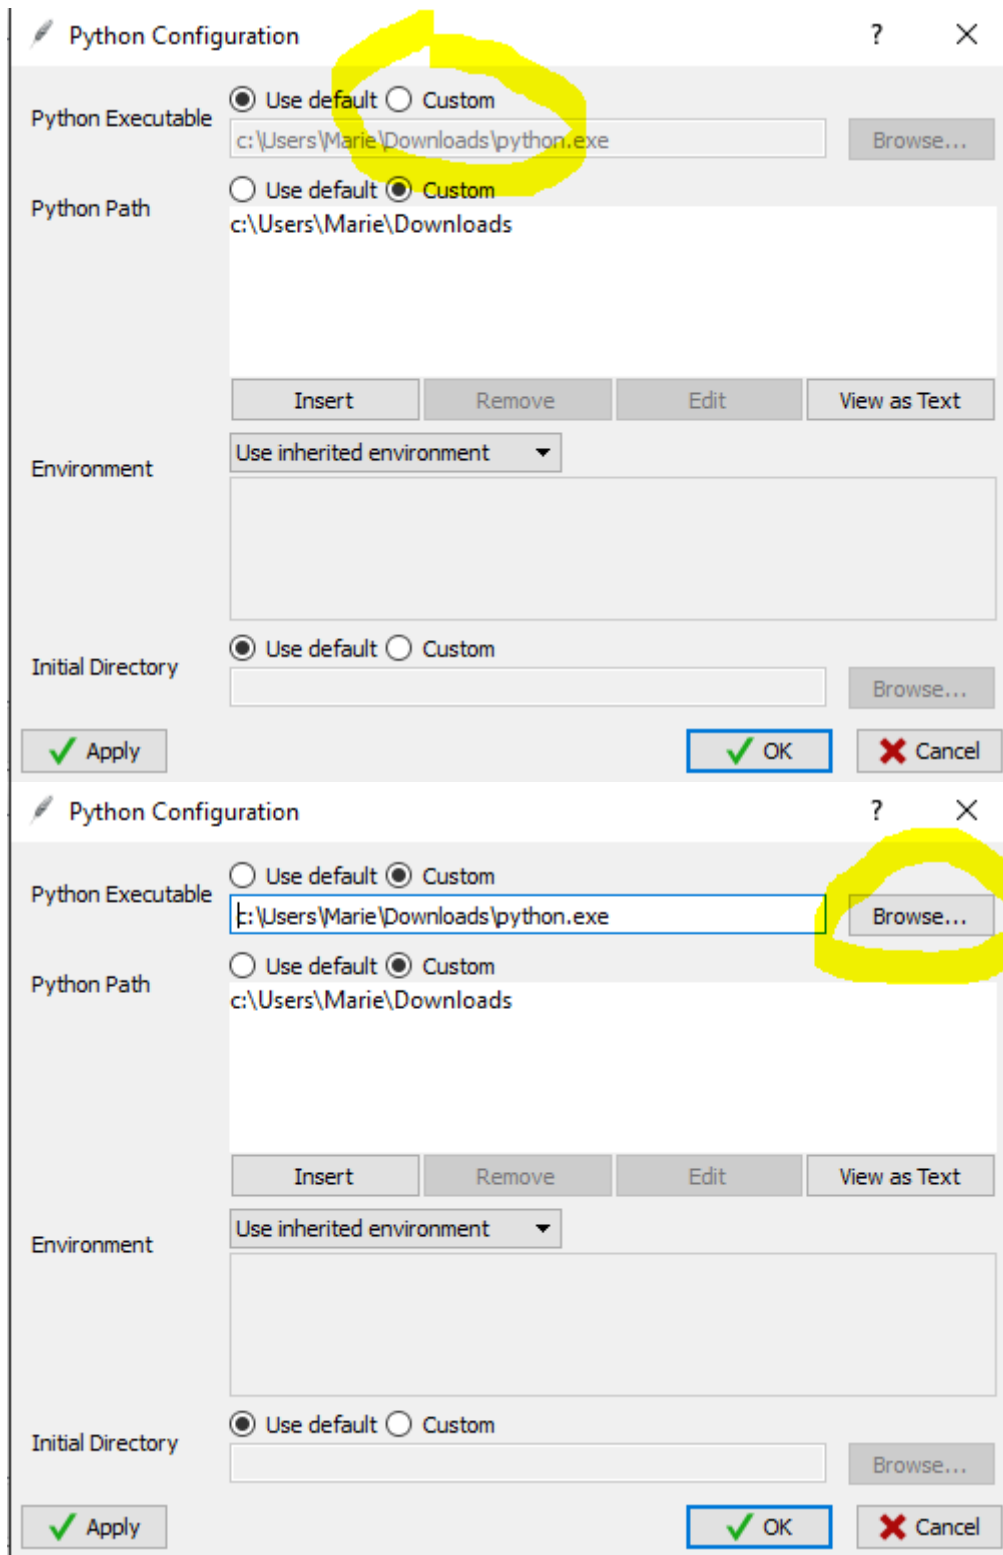 Python Configuration ?
Use default Custom
Python Executable
c:\Users\Marie\Downloads\python.exe Browse...
Use default Custom
Python Path
c:\Users\Marie\Downloads
Insert Remove Edit View as Text
Use inherited environment
Environment
Use default Custom
Initial Directory
Browse...
Apply OK Cancel
Python Configuration ?
Use default Custom
Python Executable
c:\Users\Marie\Downloads\python.exe Browse...
Use default Custom
Python Path
c:\Users\Marie\Downloads
Insert Remove Edit View as Text
Use inherited environment
Environment
Use default Custom
Initial Directory
Browse...
Apply OK Cancel